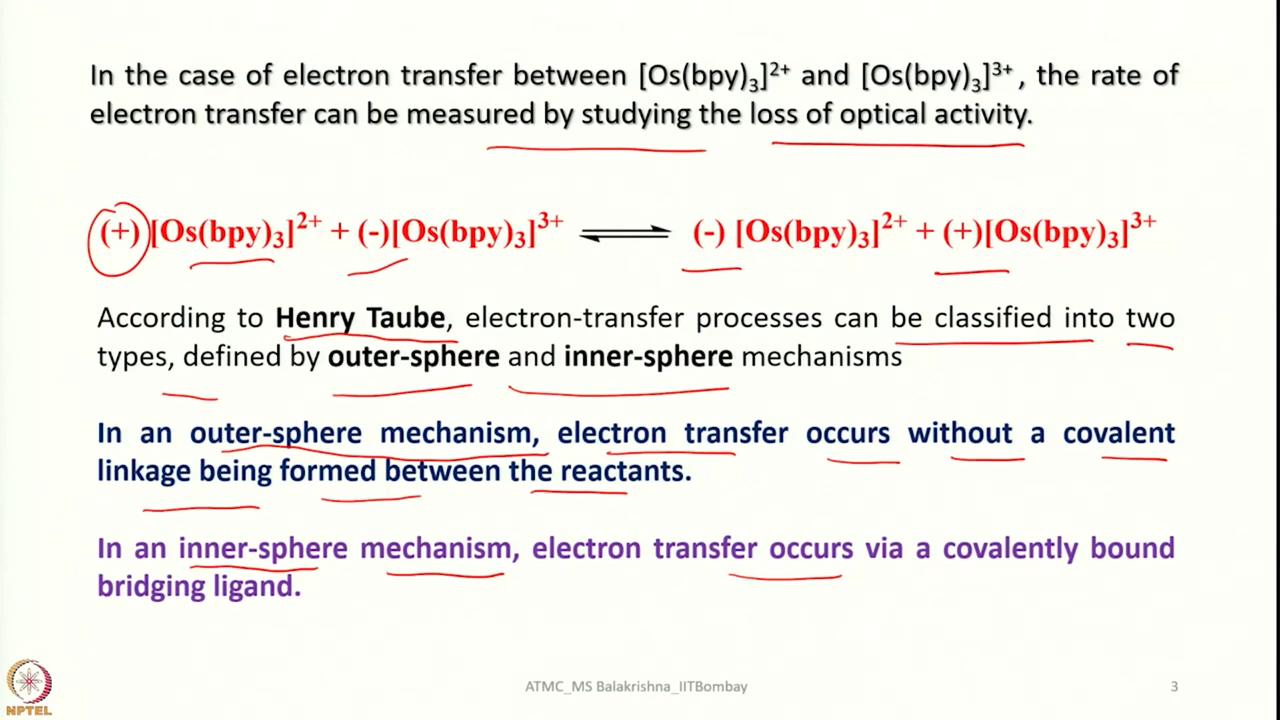 In the case of electron transfer between [Os(bpy)₃]²⁺ and [Os(bpy)₃]³⁺ , the rate of
electron transfer can be measured by studying the loss of optical activity.
(+)[Os(bpy)₃]²⁺ + (-)[Os(bpy)₃]³⁺ ⇌ (-) [Os(bpy)₃]²⁺ + (+)[Os(bpy)₃]³⁺
According to Henry Taube, electron-transfer processes can be classified into two
types, defined by outer-sphere and inner-sphere mechanisms
In an outer-sphere mechanism, electron transfer occurs without a covalent
linkage being formed between the reactants.
In an inner-sphere mechanism, electron transfer occurs via a covalently bound
bridging ligand.
NPTEL
ATMC_MS Balakrishna_IITBombay
3